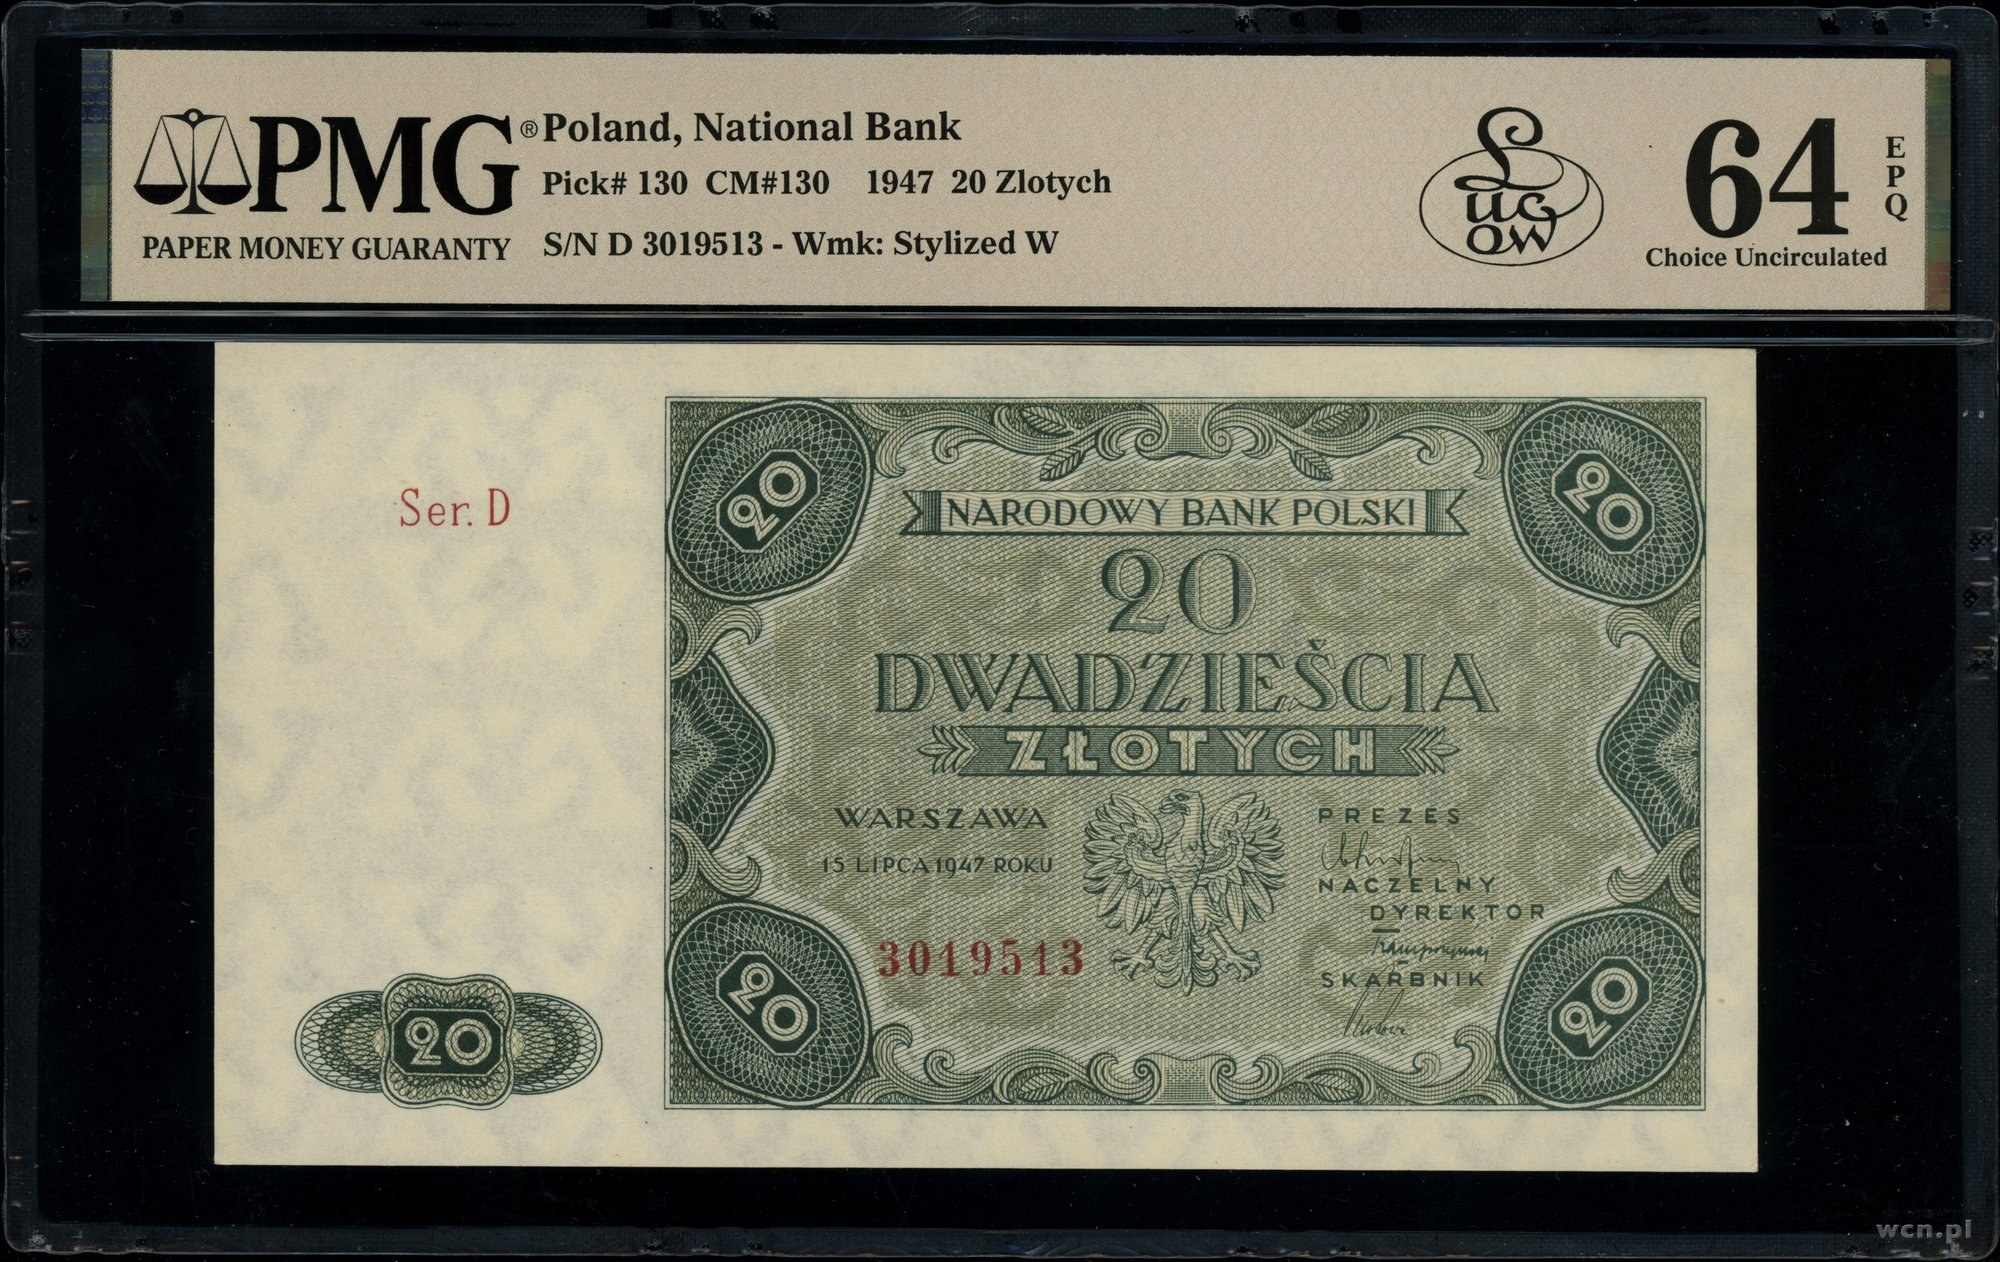 PMG® Poland, National Bank
Pick# 130 CM#130 1947 20 Zlotych
PAPER MONEY GUARANTY S/N D 3019513 - Wmk: Stylized W
Lucow
64 EPQ
Choice Uncirculated
Ser. D
20
20
20
NARODOWY BANK POLSKI
20
DWADZIEŚCIA
ZŁOTYCH
WARSZAWA
15 LIPCA 1947 ROKU
3019513
PREZES
NACZELNY
DYREKTOR
SKARBNIK
20
20
wcn.pl